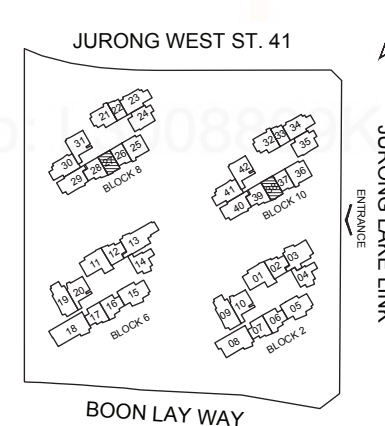 JURONG WEST ST. 41
21 22 23
24
31
30
29 28 26 25
BLOCK 8
32 33 34
35
42
41
40 39 37 36
BLOCK 10
ENTRANCE
JURONG LAKE LINK
11 12 13
14
19 20
18 17 16 15
BLOCK 6
01 02 03
04
09 10
08 07 06 05
BLOCK 2
BOON LAY WAY